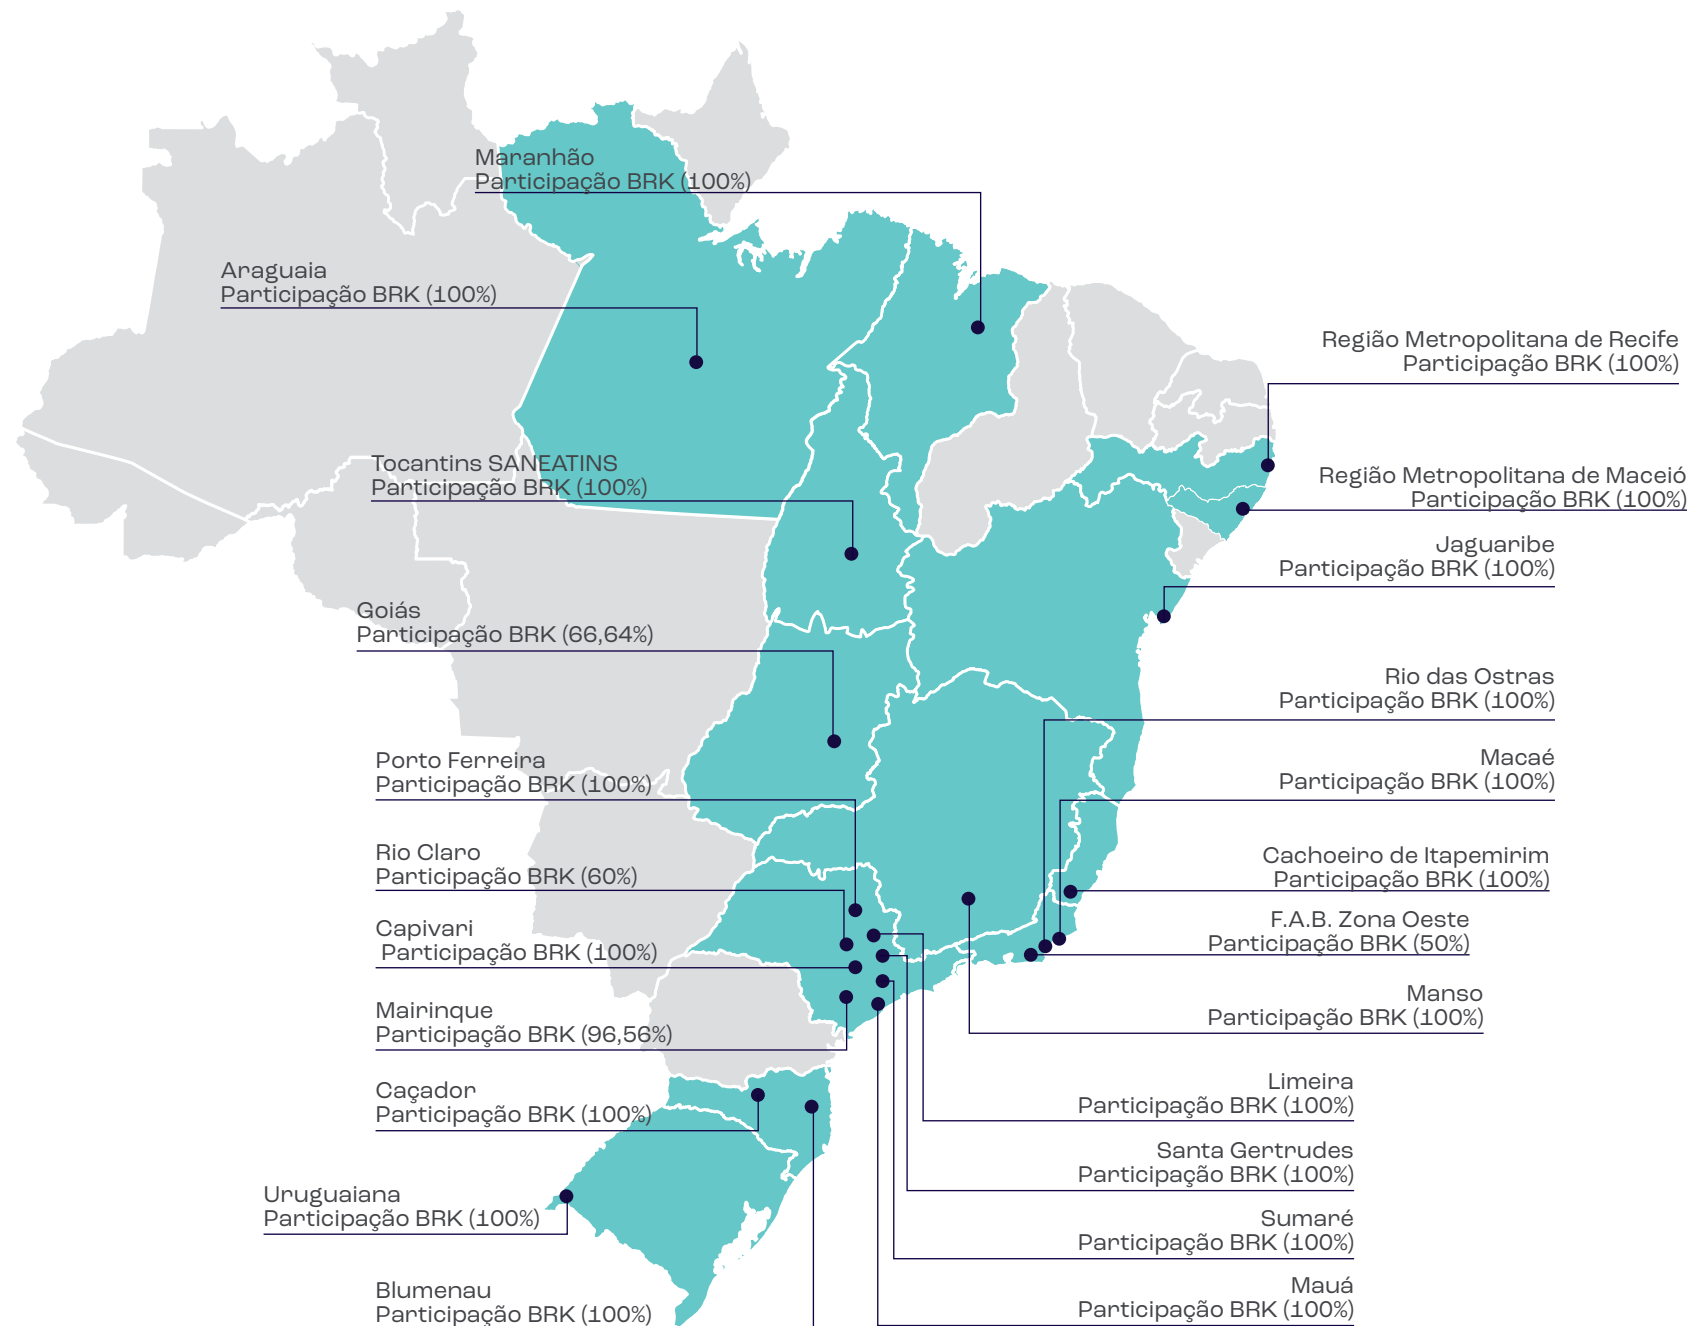 Maranhão
Participação BRK (100%)
Araguaia
Participação BRK (100%)
Região Metropolitana de Recife
Participação BRK (100%)
Tocantins SANEATINS
Participação BRK (100%)
Região Metropolitana de Maceió
Participação BRK (100%)
Jaguaribe
Participação BRK (100%)
Goiás
Participação BRK (66,64%)
Rio das Ostras
Participação BRK (100%)
Porto Ferreira
Participação BRK (100%)
Macaé
Participação BRK (100%)
Rio Claro
Participação BRK (60%)
Cachoeiro de Itapemirim
Participação BRK (100%)
Capivari
Participação BRK (100%)
F.A.B. Zona Oeste
Participação BRK (50%)
Mairinque
Participação BRK (96,56%)
Manso
Participação BRK (100%)
Caçador
Participação BRK (100%)
Limeira
Participação BRK (100%)
Santa Gertrudes
Participação BRK (100%)
Uruguaiana
Participação BRK (100%)
Sumaré
Participação BRK (100%)
Blumenau
Participação BRK (100%)
Mauá
Participação BRK (100%)